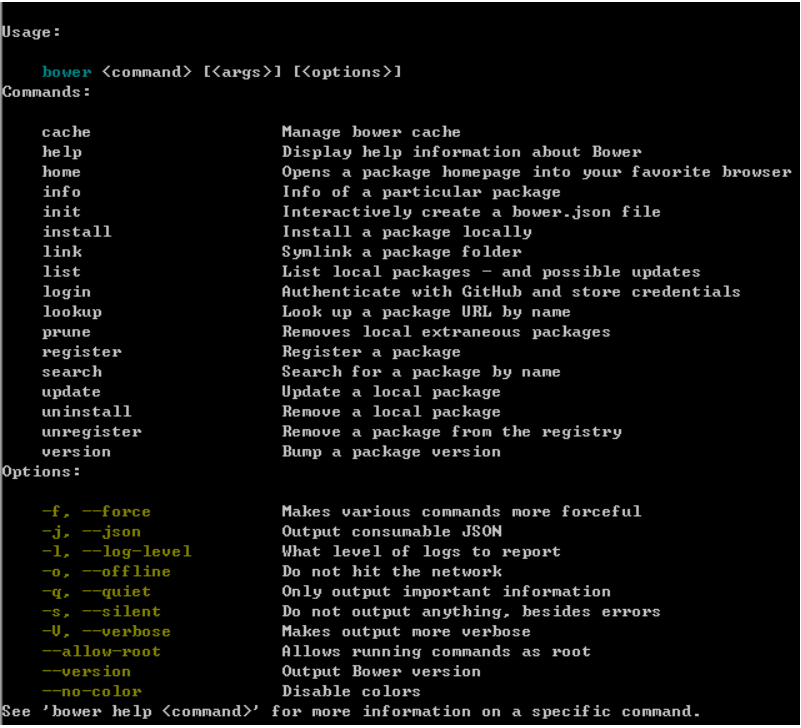 Usage:
bower <command> [<args>] [<options>]
Commands:
cache Manage bower cache
help Display help information about Bower
home Opens a package homepage into your favorite browser
info Info of a particular package
init Interactively create a bower.json file
install Install a package locally
link Symlink a package folder
list List local packages - and possible updates
login Authenticate with GitHub and store credentials
lookup Look up a package URL by name
prune Removes local extraneous packages
register Register a package
search Search for a package by name
update Update a local package
uninstall Remove a local package
unregister Remove a package from the registry
version Bump a package version
Options:
-f, --force Makes various commands more forceful
-j, --json Output consumable JSON
-l, --log-level What level of logs to report
-o, --offline Do not hit the network
-q, --quiet Only output important information
-s, --silent Do not output anything, besides errors
-V, --verbose Makes output more verbose
--allow-root Allows running commands as root
--version Output Bower version
--no-color Disable colors
See 'bower help <command>' for more information on a specific command.